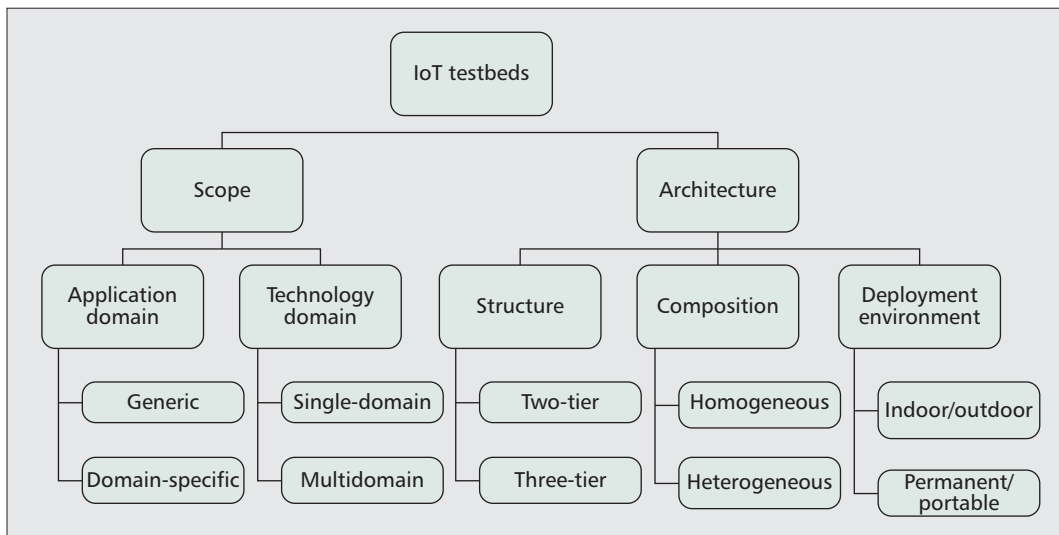 IoT testbeds
Scope
Architecture
Application
domain
Technology
domain
Structure
Composition
Deployment
environment
Generic
Single-domain
Two-tier
Homogeneous
Indoor/outdoor
Domain-specific
Multidomain
Three-tier
Heterogeneous
Permanent/
portable